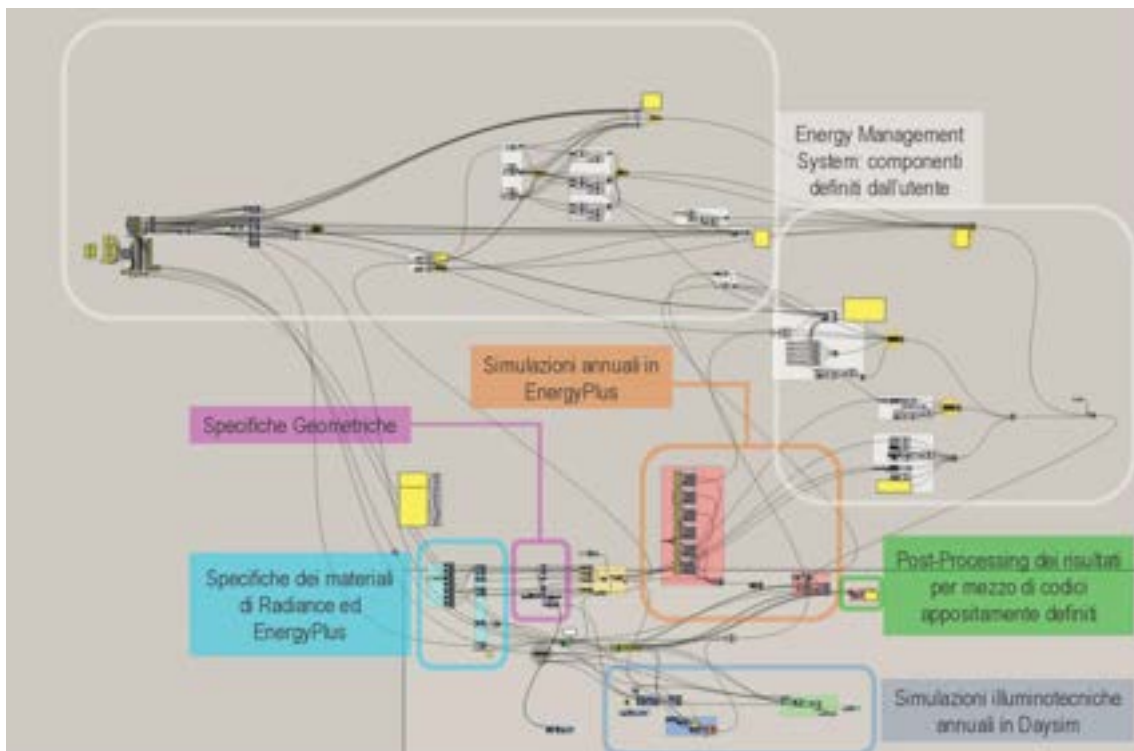 Energy Management
System: componenti
definiti dall'utente
Simulazioni annuali in
EnergyPlus
Specifiche Geometriche
Specifiche dei materiali
di Radiance ed
EnergyPlus
Post-Processing dei risultati
per mezzo di codici
appositamente definiti
Simulazioni illuminotecniche
annuali in Daysim